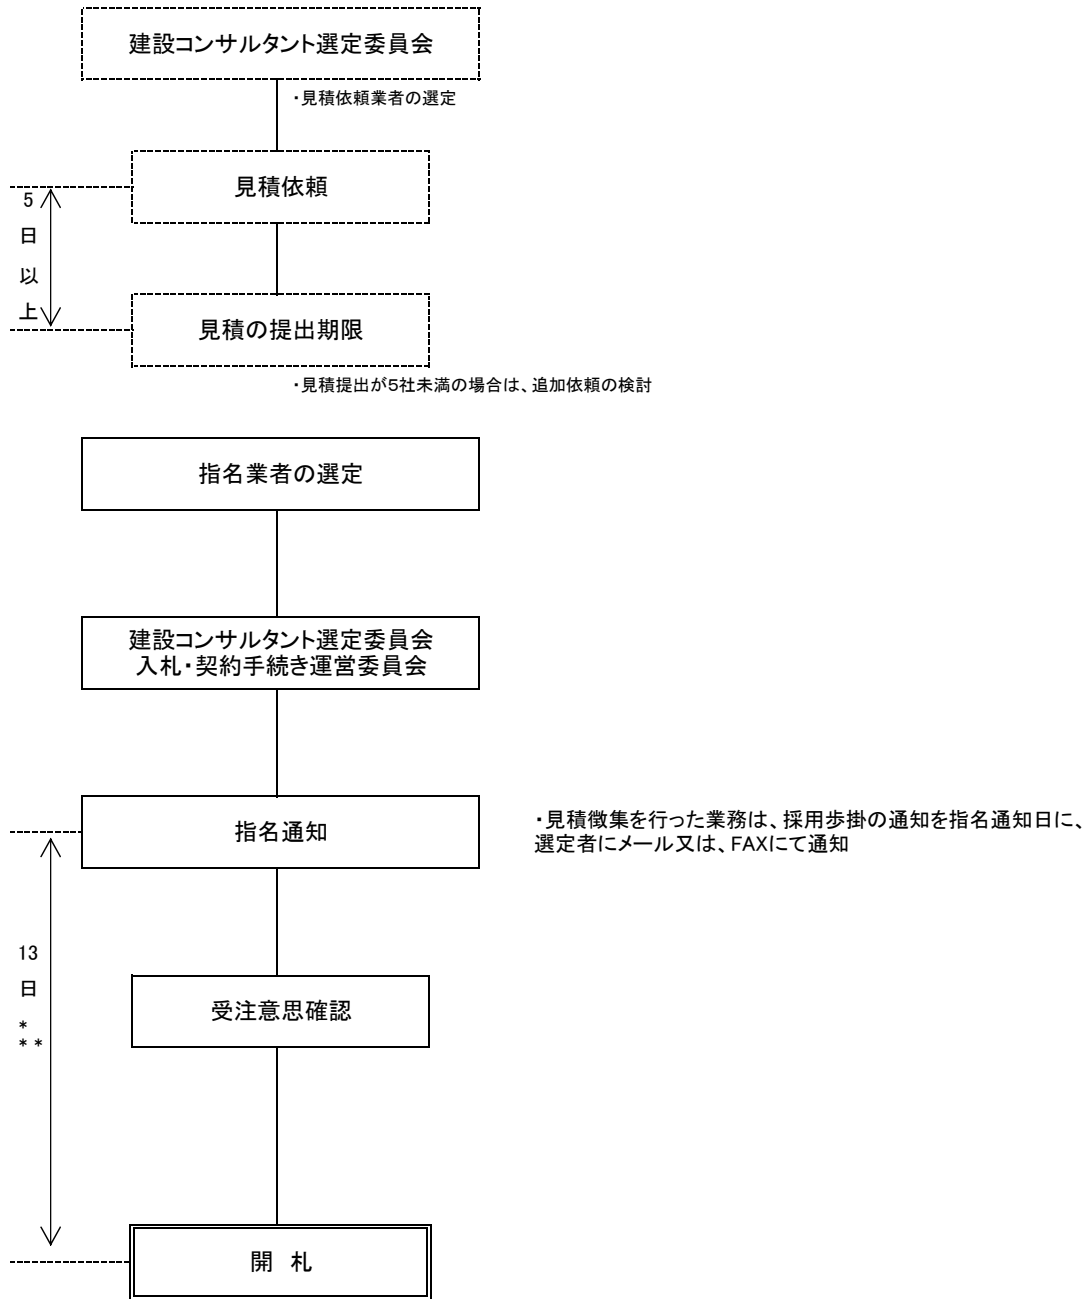 建設コンサルタント選定委員会
・見積依頼業者の選定
見積依頼
5
日
以
上
見積の提出期限
・見積提出が5社未満の場合は、追加依頼の検討
指名業者の選定
建設コンサルタント選定委員会
入札・契約手続き運営委員会
指名通知
・見積徴集を行った業務は、採用歩掛の通知を指名通知日に、
選定者にメール又は、FAXにて通知
13
日
*
**
受注意思確認
開 札